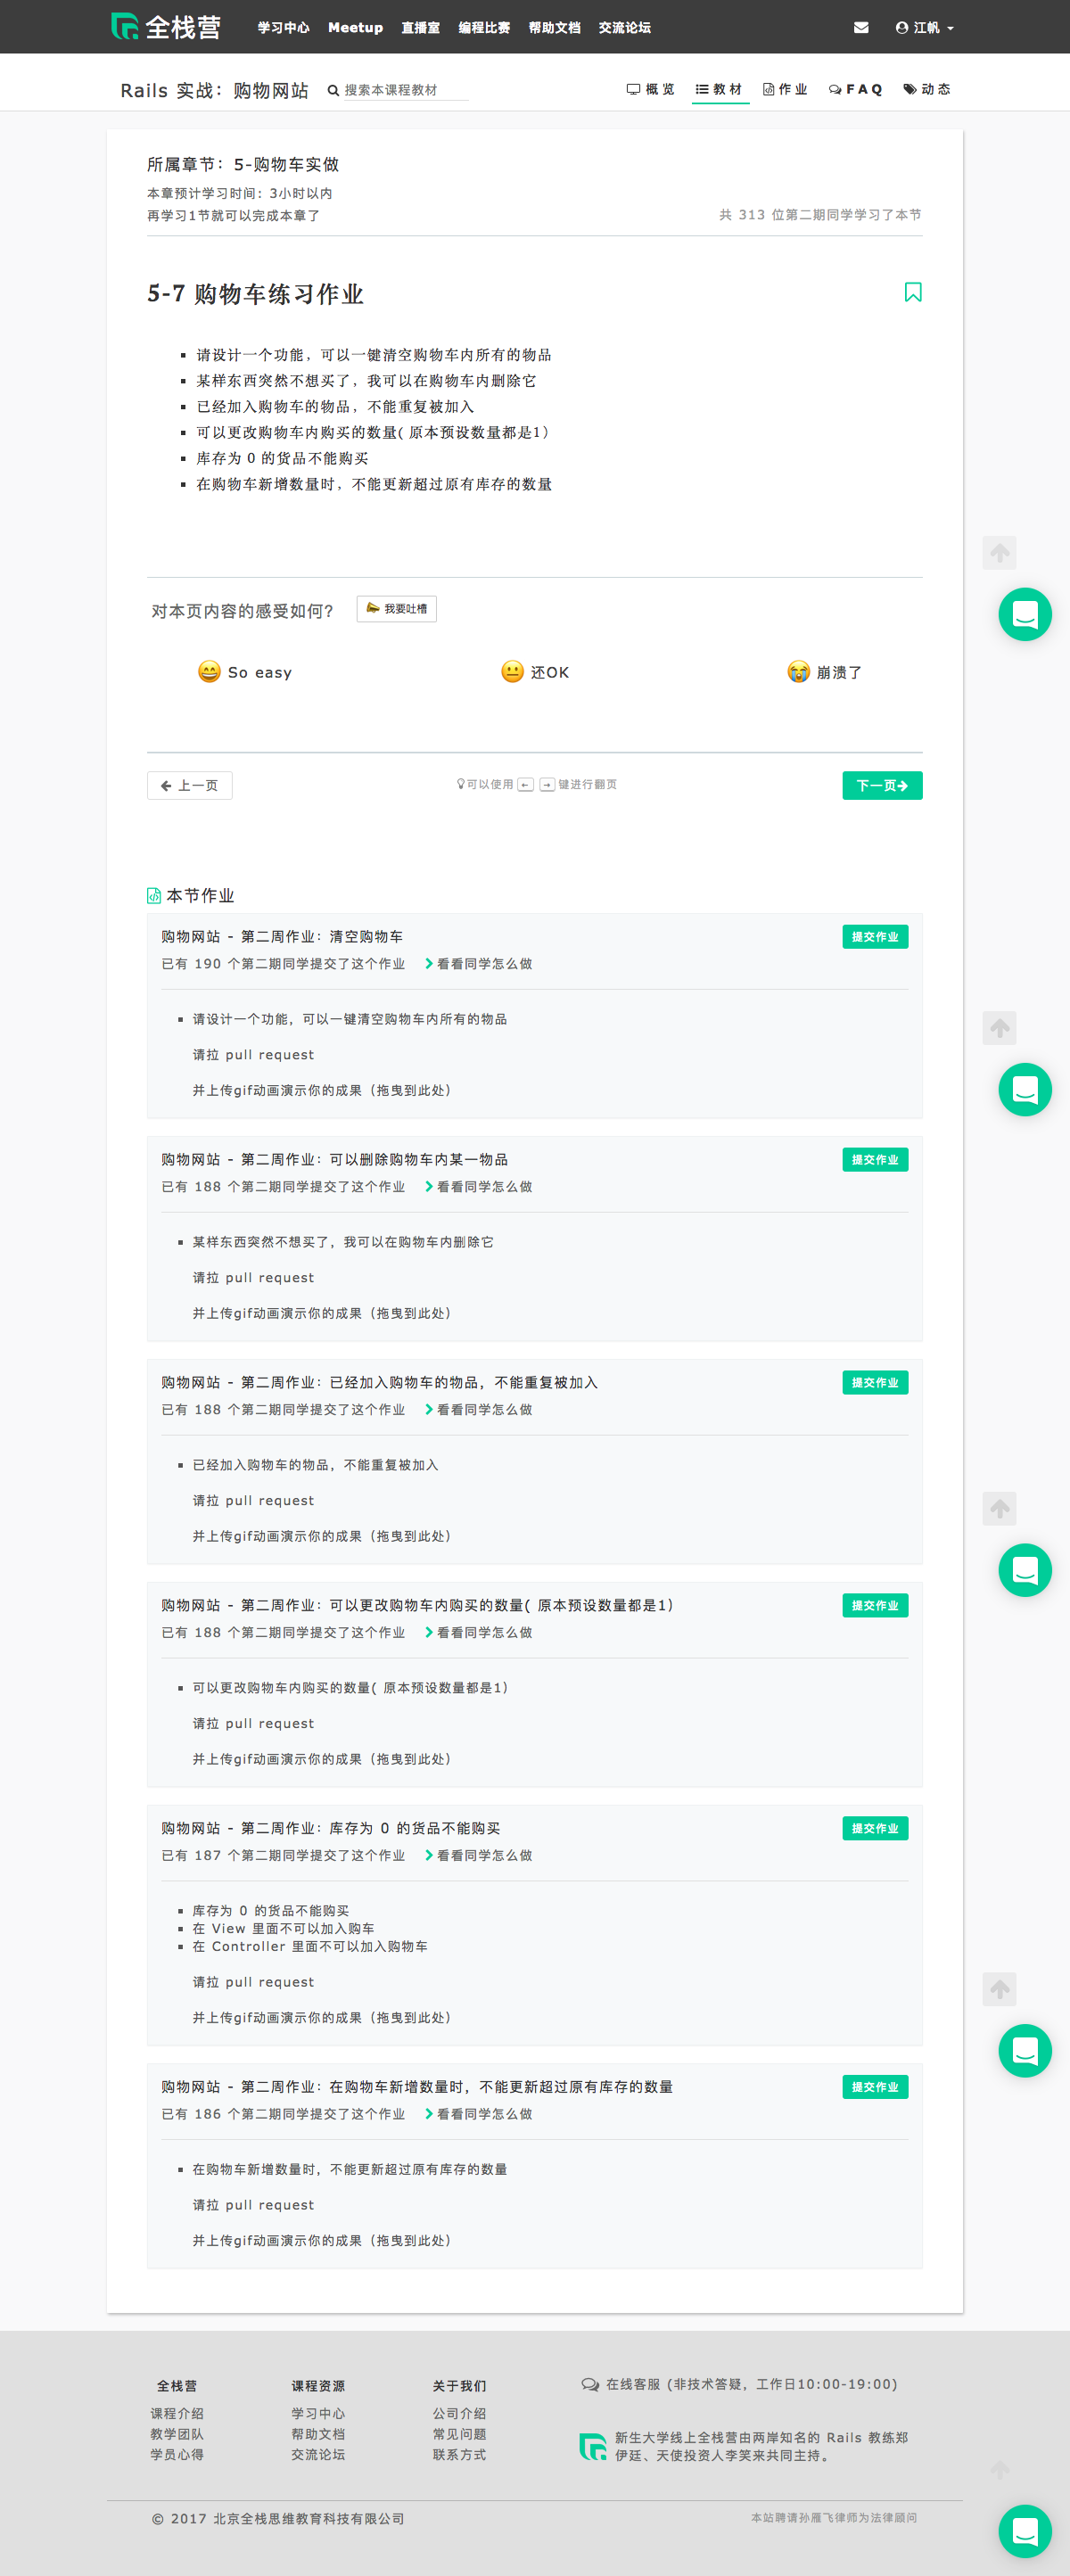 全栈营 学习中心 Meetup 直播室 编程比赛 帮助文档 交流论坛 江帆
Rails 实战：购物网站 搜索本课程教材 概览 教材 作业 FAQ 动态
所属章节：5-购物车实做
本章预计学习时间：3小时以内
再学习1节就可以完成本章了 共 313 位第二期同学学习了本节
5-7 购物车练习作业
请设计一个功能，可以一键清空购物车内所有的物品
某样东西突然不想买了，我可以在购物车内删除它
已经加入购物车的物品，不能重复被加入
可以更改购物车内购买的数量( 原本预设数量都是1）
库存为 0 的货品不能购买
在购物车新增数量时，不能更新超过原有库存的数量
对本页内容的感受如何? 我要吐槽
So easy 还OK 崩溃了
← 上一页 可以使用 ← → 键进行翻页 下一页→
本节作业
购物网站 - 第二周作业：清空购物车 提交作业
已有 190 个第二期同学提交了这个作业 看看同学怎么做
请设计一个功能，可以一键清空购物车内所有的物品
请拉 pull request
并上传gif动画演示你的成果（拖曳到此处）
购物网站 - 第二周作业：可以删除购物车内某一物品 提交作业
已有 188 个第二期同学提交了这个作业 看看同学怎么做
某样东西突然不想买了，我可以在购物车内删除它
请拉 pull request
并上传gif动画演示你的成果（拖曳到此处）
购物网站 - 第二周作业：已经加入购物车的物品，不能重复被加入 提交作业
已有 188 个第二期同学提交了这个作业 看看同学怎么做
已经加入购物车的物品，不能重复被加入
请拉 pull request
并上传gif动画演示你的成果（拖曳到此处）
购物网站 - 第二周作业：可以更改购物车内购买的数量( 原本预设数量都是1） 提交作业
已有 188 个第二期同学提交了这个作业 看看同学怎么做
可以更改购物车内购买的数量( 原本预设数量都是1）
请拉 pull request
并上传gif动画演示你的成果（拖曳到此处）
购物网站 - 第二周作业：库存为 0 的货品不能购买 提交作业
已有 187 个第二期同学提交了这个作业 看看同学怎么做
库存为 0 的货品不能购买
在 View 里面不可以加入购车
在 Controller 里面不可以加入购物车
请拉 pull request
并上传gif动画演示你的成果（拖曳到此处）
购物网站 - 第二周作业：在购物车新增数量时，不能更新超过原有库存的数量 提交作业
已有 186 个第二期同学提交了这个作业 看看同学怎么做
在购物车新增数量时，不能更新超过原有库存的数量
请拉 pull request
并上传gif动画演示你的成果（拖曳到此处）
全栈营 课程资源 关于我们 在线客服 (非技术答疑，工作日10:00-19:00)
课程介绍 学习中心 公司介绍
教学团队 帮助文档 常见问题 新生大学线上全栈营由两岸知名的 Rails 教练郑
学员心得 交流论坛 联系方式 伊廷、天使投资人李笑来共同主持。
© 2017 北京全栈思维教育科技有限公司 本站聘请孙雁飞律师为法律顾问